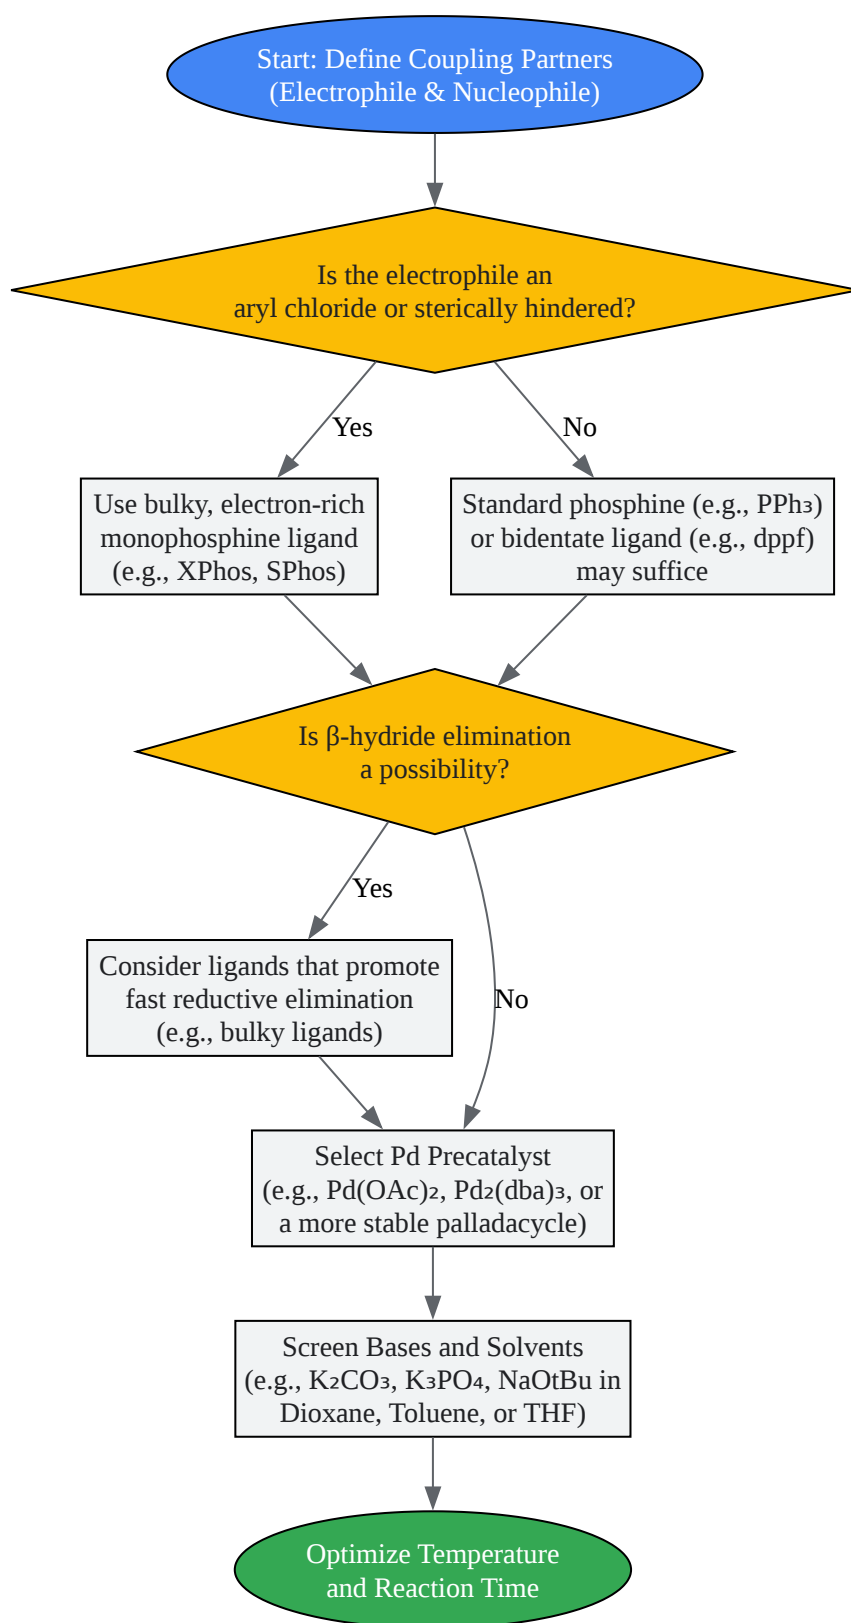 Start: Define Coupling Partners
(Electrophile & Nucleophile)
Is the electrophile an
aryl chloride or sterically hindered?
Yes
No
Use bulky, electron-rich
monophosphine ligand
(e.g., XPhos, SPhos)
Standard phosphine (e.g., PPh₃)
or bidentate ligand (e.g., dppf)
may suffice
Is β-hydride elimination
a possibility?
Yes
No
Consider ligands that promote
fast reductive elimination
(e.g., bulky ligands)
Select Pd Precatalyst
(e.g., Pd(OAc)₂, Pd₂(dba)₃, or
a more stable palladacycle)
Screen Bases and Solvents
(e.g., K₂CO₃, K₃PO₄, NaOtBu in
Dioxane, Toluene, or THF)
Optimize Temperature
and Reaction Time